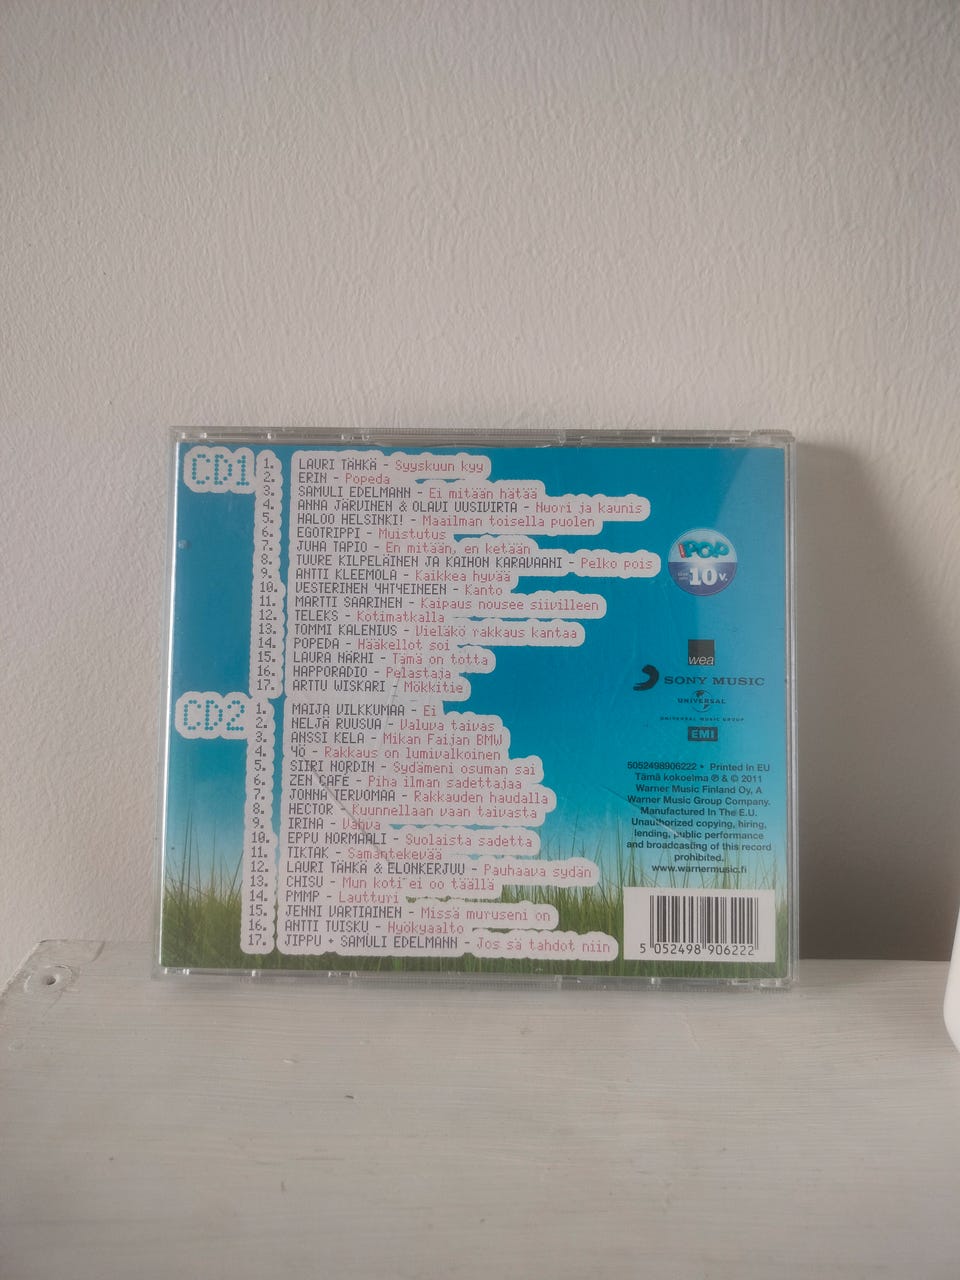 CD1
1. LAURI TÄHKÄ - Syyskuun kyy
2. ERIN - Popeda
3. SAMULI EDELMANN - Ei mitään hätää
4. ANNA JÄRVINEN & OLAVI UUSIVIRTA - Nuori ja kaunis
5. HALOO HELSINKI! - Maailman toisella puolen
6. EGOTRIPPI - Muistutus
7. JUHA TAPIO - En mitään, en ketään
8. TUURE KILPELÄINEN JA KAIHON KARAVAANI - Pelko pois
9. ANTTI KLEEMOLA - Kaikkea hyvää
10. VESTERINEN YHTYEINEEN - Kanto
11. MARTTI SAARINEN - Kaipaus nousee siivilleen
12. TELEKS - Kotimatkalla
13. TOMMI KALENIUS - Vieläkö rakkaus kantaa
14. POPEDA - Hääkellot soi
15. LAURA NÄRHI - Tämä on totta
16. HAPPORADIO - Pelastaja
17. ARTTU WISKARI - Mökkitie
CD2
1. MAIJA VILKKUMAA - Ei
2. NELJÄ RUUSUA - Valuva taivas
3. ANSSI KELA - Mikan Faijan BMW
4. YÖ - Rakkaus on lumivalkoinen
5. SIIRI NORDIN - Sydämeni osuman sai
6. ZEN CAFÉ - Piha ilman sadettajaa
7. JONNA TERVOMAA - Rakkauden haudalla
8. HECTOR - Kuunnellaan vaan taivasta
9. IRINA - Vahva
10. EPPU NORMAALI - Suolaista sadetta
11. TIKTAK - Samantekevää
12. LAURI TÄHKÄ & ELONKERJUU - Pauhaava sydän
13. CHISU - Mun koti ei oo täällä
14. PMMP - Lautturi
15. JENNI VARTIAINEN - Missä muruseni on
16. ANTTI TUISKU - Hyökyaalto
17. JIPPU + SAMULI EDELMANN - Jos sä tahdot niin
POP
10 v.
wea
SONY MUSIC
UNIVERSAL
UNIVERSAL MUSIC GROUP
EMI
5052498906222 • Printed in EU
Tämä kokoelma ℗ & © 2011
Warner Music Finland Oy, A
Warner Music Group Company.
Manufactured In The E.U.
Unauthorized copying, hiring,
lending, public performance
and broadcasting of this record
prohibited.
www.warnermusic.fi
5 052498 906222